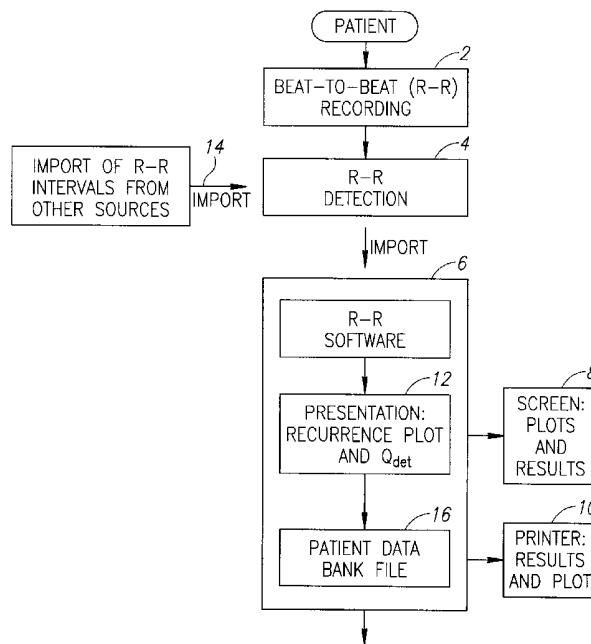 PATIENT
2
BEAT-TO-BEAT (R-R)
RECORDING
4
R-R
DETECTION
IMPORT OF R-R
INTERVALS FROM
OTHER SOURCES
14
IMPORT
IMPORT
6
R-R
SOFTWARE
12
PRESENTATION:
RECURRENCE PLOT
AND Qdet
8
SCREEN:
PLOTS
AND
RESULTS
16
PATIENT DATA
BANK FILE
10
PRINTER:
RESULTS
AND PLOT